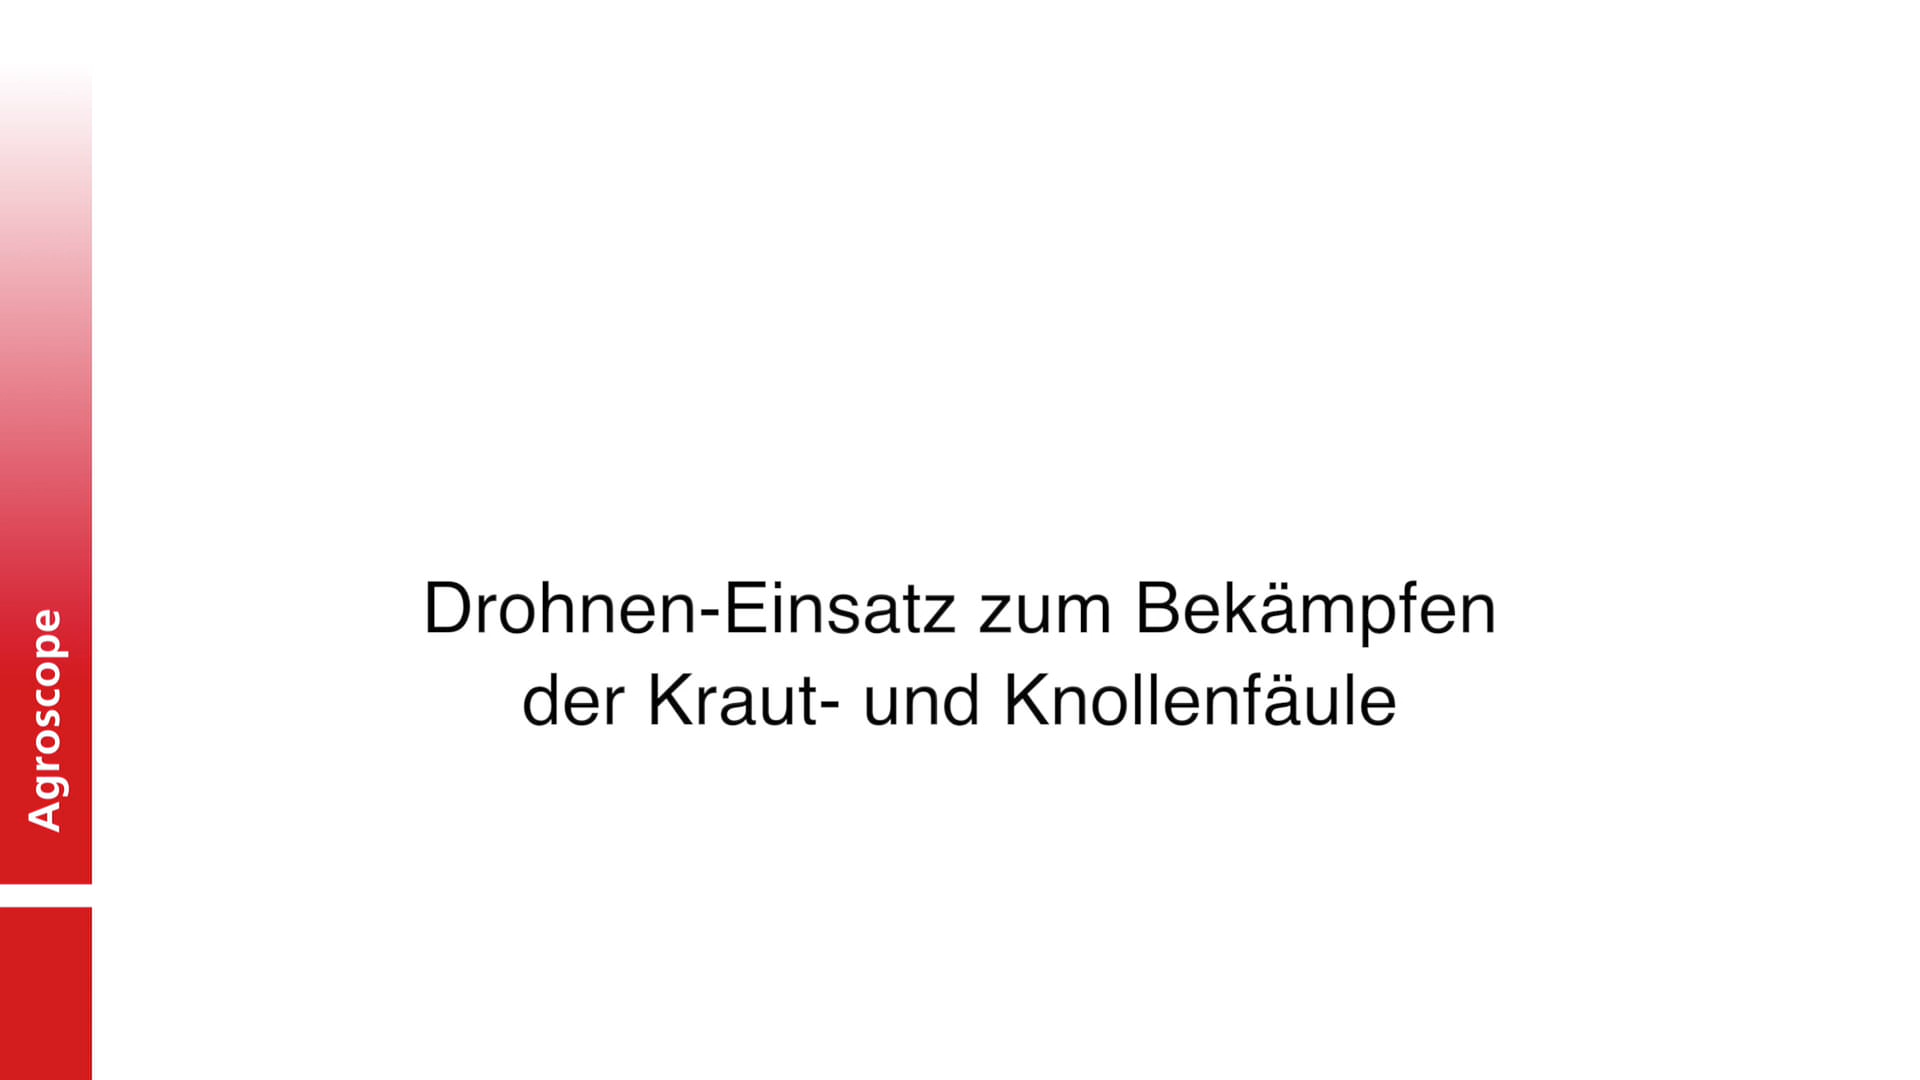 Drohnen-Einsatz zum Bekämpfen
der Kraut- und Knollenfäule
Agroscope